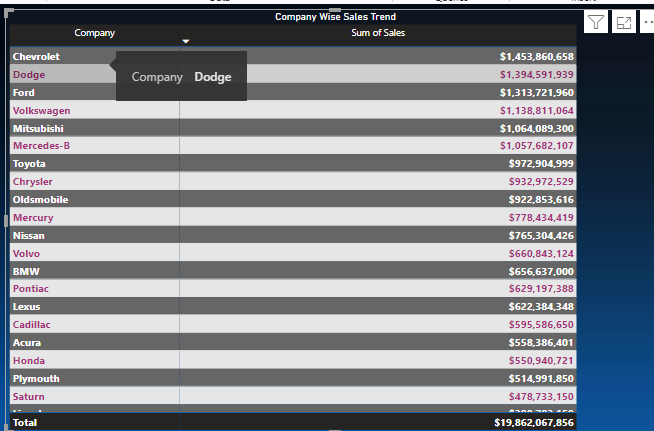 Company Wise Sales Trend
Company Sum of Sales
Chevrolet $1,453,860,658
Dodge $1,394,591,939
Company Dodge
Ford $1,313,721,960
Volkswagen $1,138,811,064
Mitsubishi $1,064,089,300
Mercedes-B $1,057,682,107
Toyota $972,904,999
Chrysler $932,972,529
Oldsmobile $922,853,616
Mercury $778,434,419
Nissan $765,304,426
Volvo $660,843,124
BMW $656,637,000
Pontiac $629,197,388
Lexus $622,384,348
Cadillac $595,586,650
Acura $558,386,401
Honda $550,940,721
Plymouth $514,991,850
Saturn $478,733,150
Total $19,862,067,856